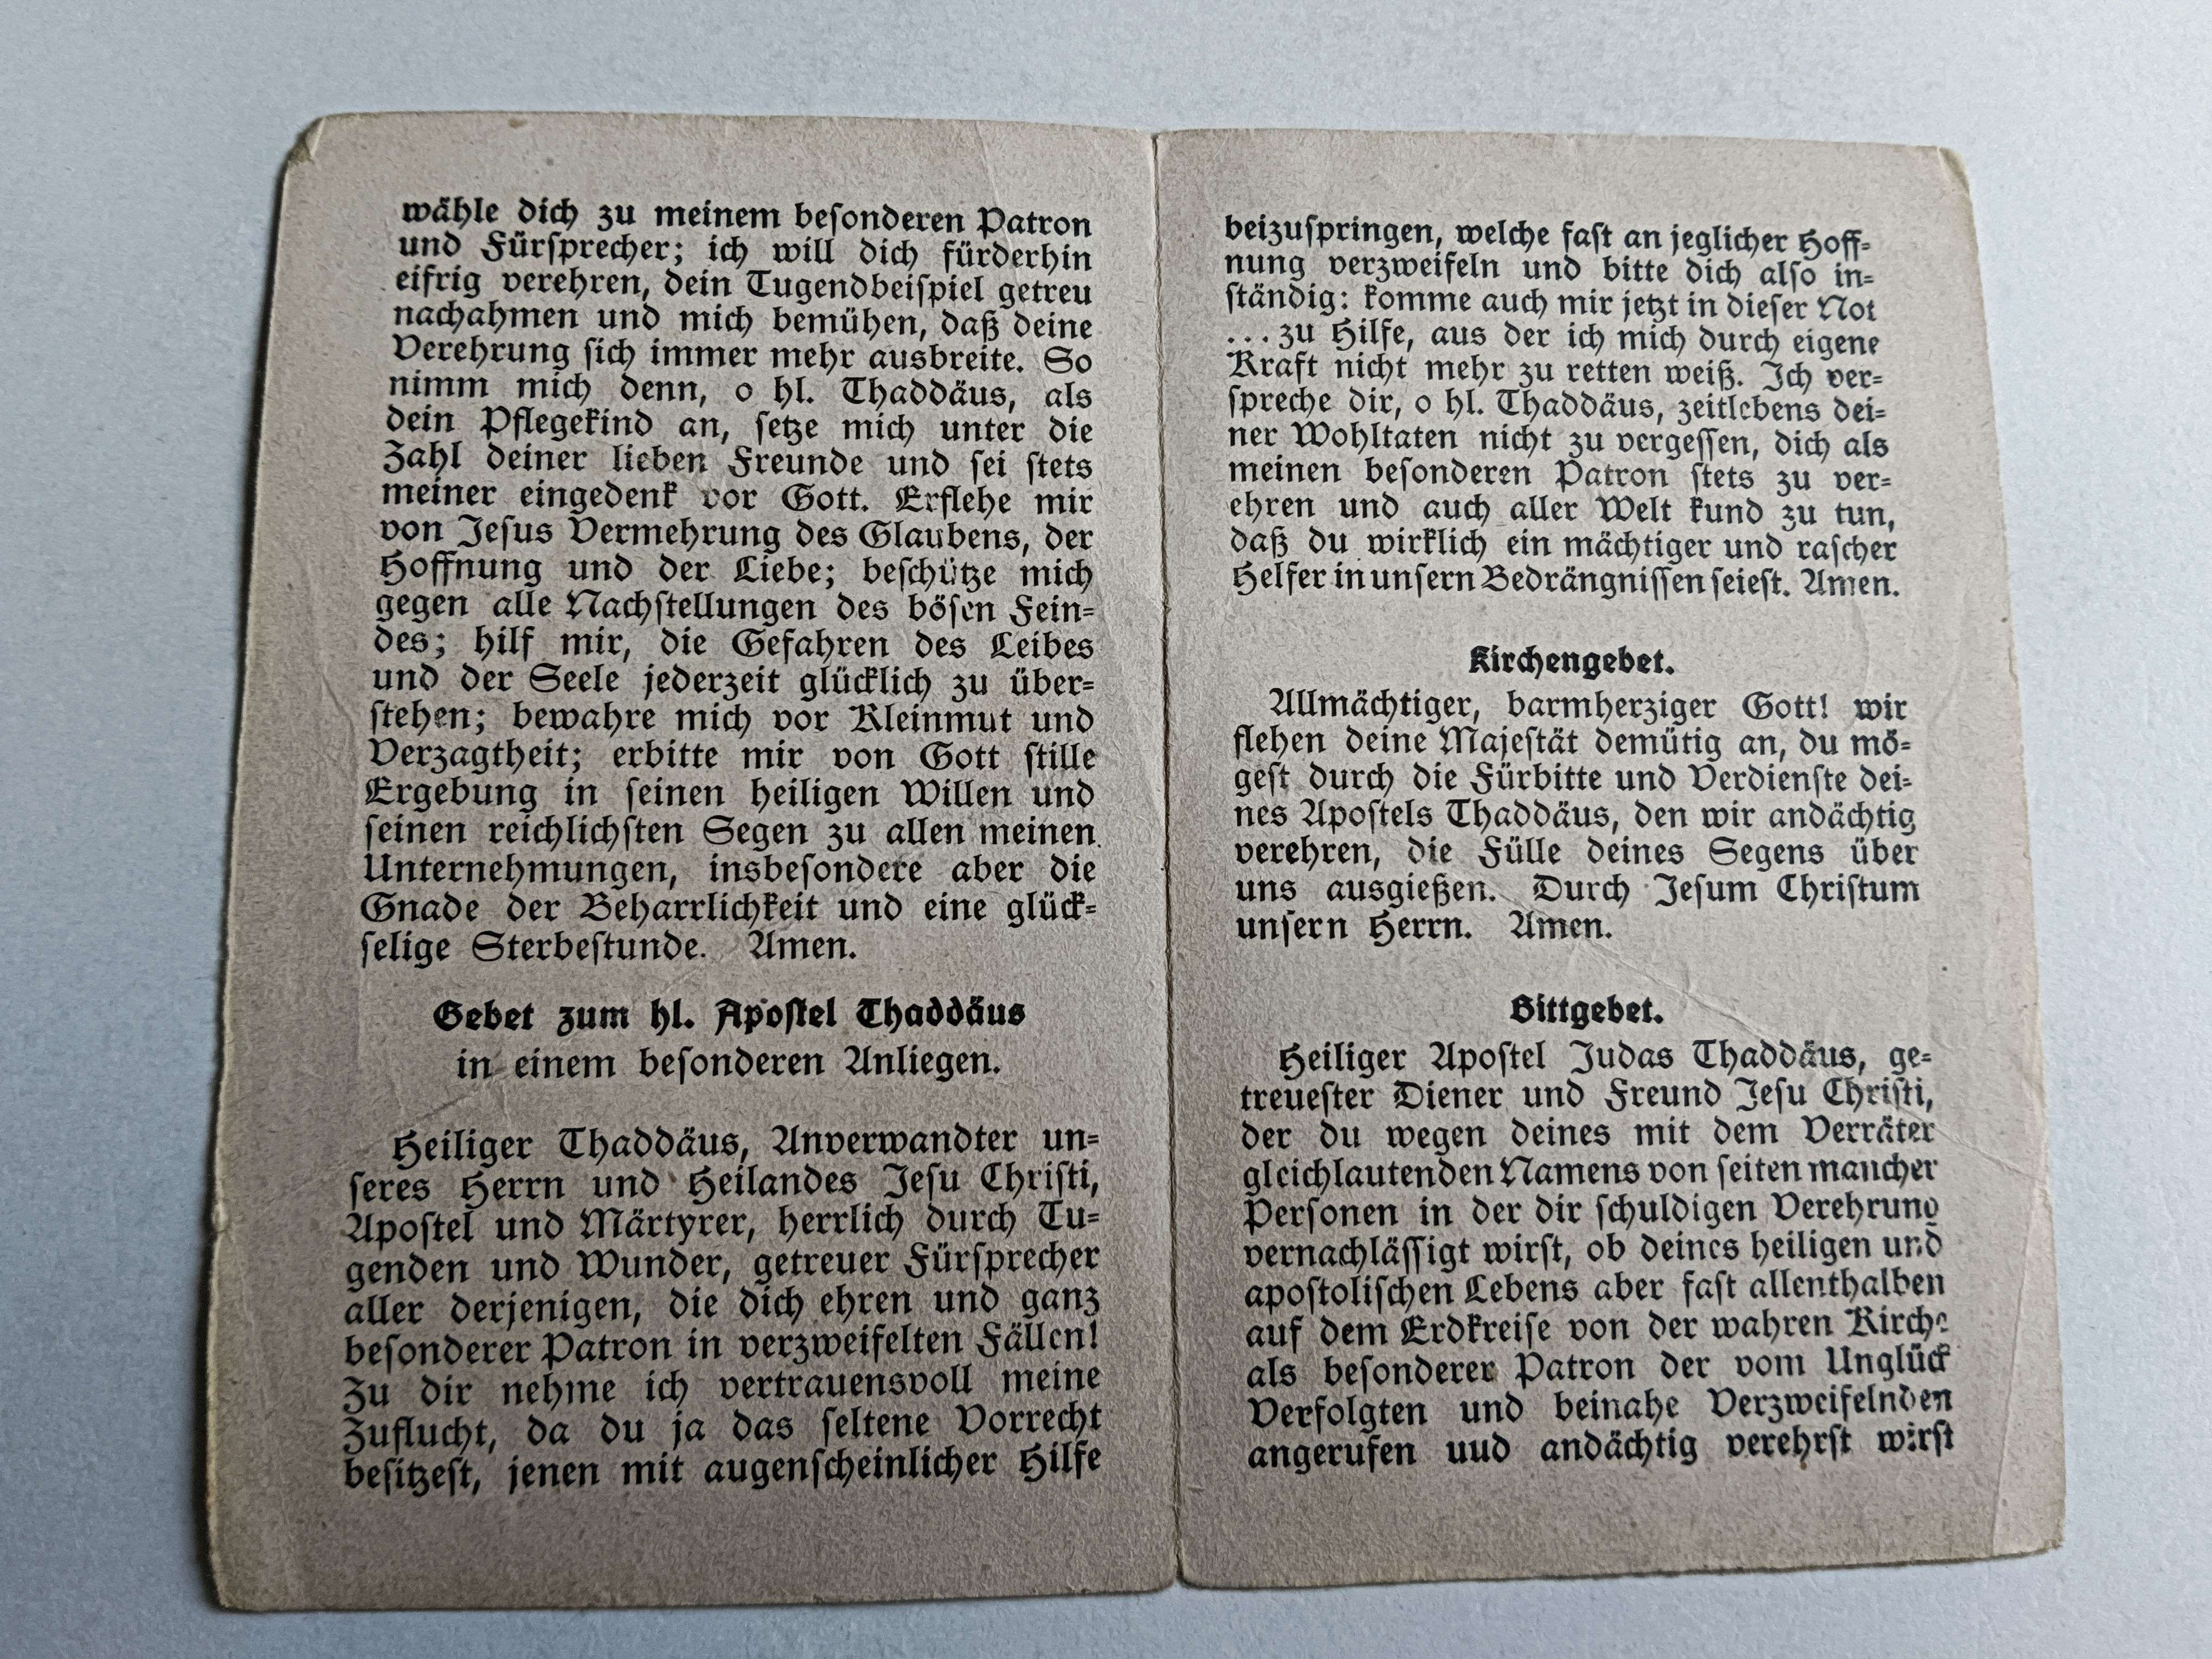 wähle dich zu meinem beſonderen Patron
und Fürſprecher; ich will dich fürderhin
eifrig verehren, dein Tugendbeiſpiel getreu
nachahmen und mich bemühen, daß deine
Verehrung ſich immer mehr ausbreite. So
nimm mich denn, o hl. Thaddäus, als
dein Pflegekind an, ſetze mich unter die
Zahl deiner lieben Freunde und ſei ſtets
meiner eingedenk vor Gott. Erflehe mir
von Jeſus Vermehrung des Glaubens, der
Hoffnung und der Liebe; beſchütze mich
gegen alle Nachſtellungen des böſen Fein=
des; hilf mir, die Gefahren des Leibes
und der Seele jederzeit glücklich zu über=
ſtehen; bewahre mich vor Kleinmut und
Verzagtheit; erbitte mir von Gott ſtille
Ergebung in ſeinen heiligen Willen und
ſeinen reichlichſten Segen zu allen meinen
Unternehmungen, insbeſondere aber die
Gnade der Beharrlichkeit und eine glück=
ſelige Sterbeſtunde. Amen.
Gebet zum hl. Apoſtel Thaddäus
in einem beſonderen Anliegen.
Heiliger Thaddäus, Anverwandter un=
ſeres Herrn und Heilandes Jeſu Chriſti,
Apoſtel und Märtyrer, herrlich durch Tu=
genden und Wunder, getreuer Fürſprecher
aller derjenigen, die dich ehren und ganz
beſonderer Patron in verzweifelten Fällen!
Zu dir nehme ich vertrauensvoll meine
Zuflucht, da du ja das ſeltene Vorrecht
beſitzeſt, jenen mit augenſcheinlicher Hilfe
beizuſpringen, welche faſt an jeglicher Hoff=
nung verzweifeln und bitte dich alſo in=
ſtändig: komme auch mir jetzt in dieſer Not
... zu Hilfe, aus der ich mich durch eigene
Kraft nicht mehr zu retten weiß. Ich ver=
ſpreche dir, o hl. Thaddäus, zeitlebens dei=
ner Wohltaten nicht zu vergeſſen, dich als
meinen beſonderen Patron ſtets zu ver=
ehren und auch aller Welt kund zu tun,
daß du wirklich ein mächtiger und raſcher
Helfer in unſern Bedrängniſſen ſeieſt. Amen.
Kirchengebet.
Allmächtiger, barmherziger Gott! wir
flehen deine Majeſtät demütig an, du mö=
geſt durch die Fürbitte und Verdienſte dei=
nes Apoſtels Thaddäus, den wir andächtig
verehren, die Fülle deines Segens über
uns ausgießen. Durch Jeſum Chriſtum
unſern Herrn. Amen.
Bittgebet.
Heiliger Apoſtel Judas Thaddäus, ge=
treueſter Diener und Freund Jeſu Chriſti,
der du wegen deines mit dem Verräter
gleichlautenden Namens von ſeiten mancher
Perſonen in der dir ſchuldigen Verehrung
vernachläſſigt wirſt, ob deines heiligen und
apoſtoliſchen Lebens aber faſt allenthalben
auf dem Erdkreiſe von der wahren Kirche
als beſonderer Patron der vom Unglück
Verfolgten und beinahe Verzweifelnden
angerufen uud andächtig verehrſt wirſt